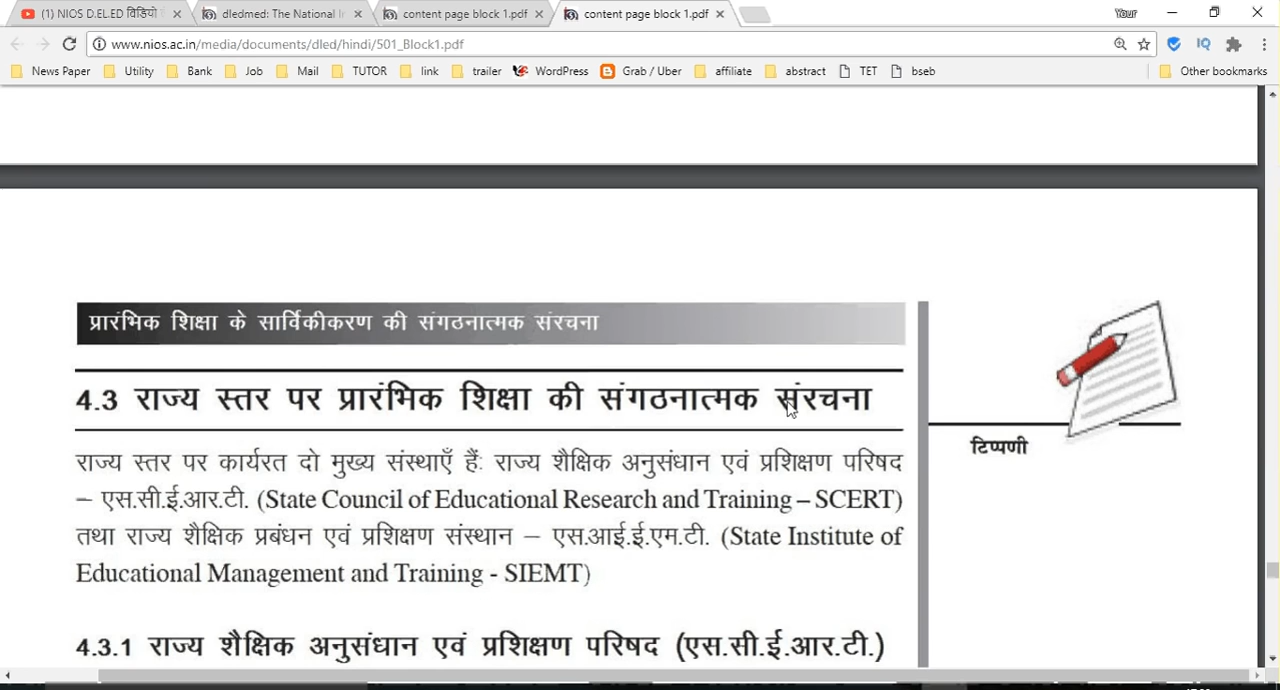 (1) NIOS D.EL.ED विडियो
dledmed: The National I
content page block 1.pdf
content page block 1.pdf
Your
www.nios.ac.in/media/documents/dled/hindi/501_Block1.pdf
IQ
News Paper Utility Bank Job Mail TUTOR link trailer WordPress Grab / Uber affiliate abstract TET bseb Other bookmarks
प्रारंभिक शिक्षा के सार्विकीकरण की संगठनात्मक संरचना
4.3 राज्य स्तर पर प्रारंभिक शिक्षा की संगठनात्मक संरचना
टिप्पणी
राज्य स्तर पर कार्यरत दो मुख्य संस्थाएँ हैं: राज्य शैक्षिक अनुसंधान एवं प्रशिक्षण परिषद
– एस.सी.ई.आर.टी. (State Council of Educational Research and Training – SCERT)
तथा राज्य शैक्षिक प्रबंधन एवं प्रशिक्षण संस्थान – एस.आई.ई.एम.टी. (State Institute of
Educational Management and Training - SIEMT)
4.3.1 राज्य शैक्षिक अनुसंधान एवं प्रशिक्षण परिषद (एस.सी.ई.आर.टी.)